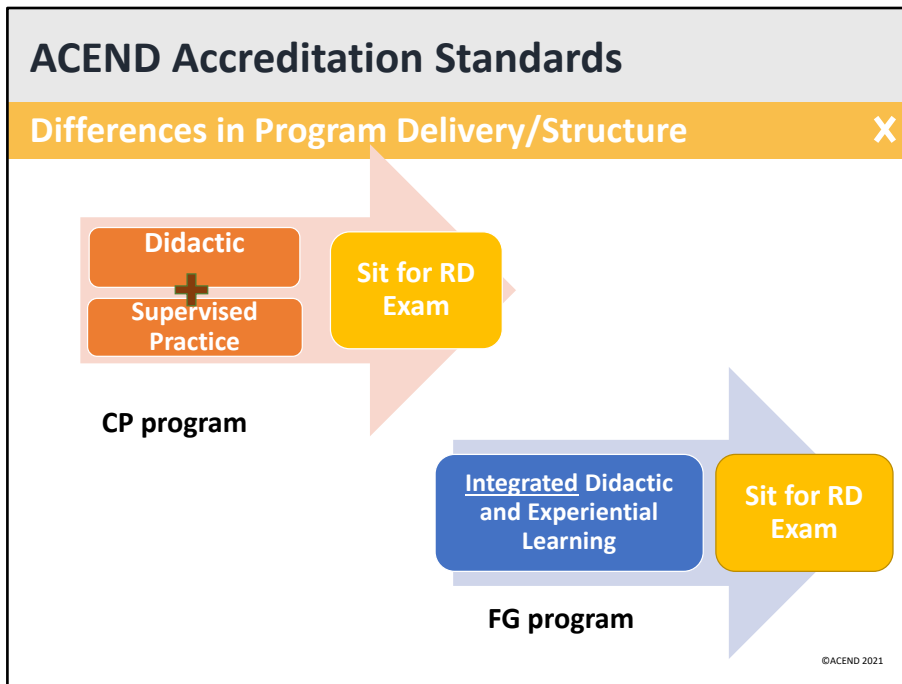 ACEND Accreditation Standards
Differences in Program Delivery/Structure
X
Didactic
Supervised
Practice
Sit for RD
Exam
CP program
Integrated Didactic
and Experiential
Learning
Sit for RD
Exam
FG program
©ACEND 2021